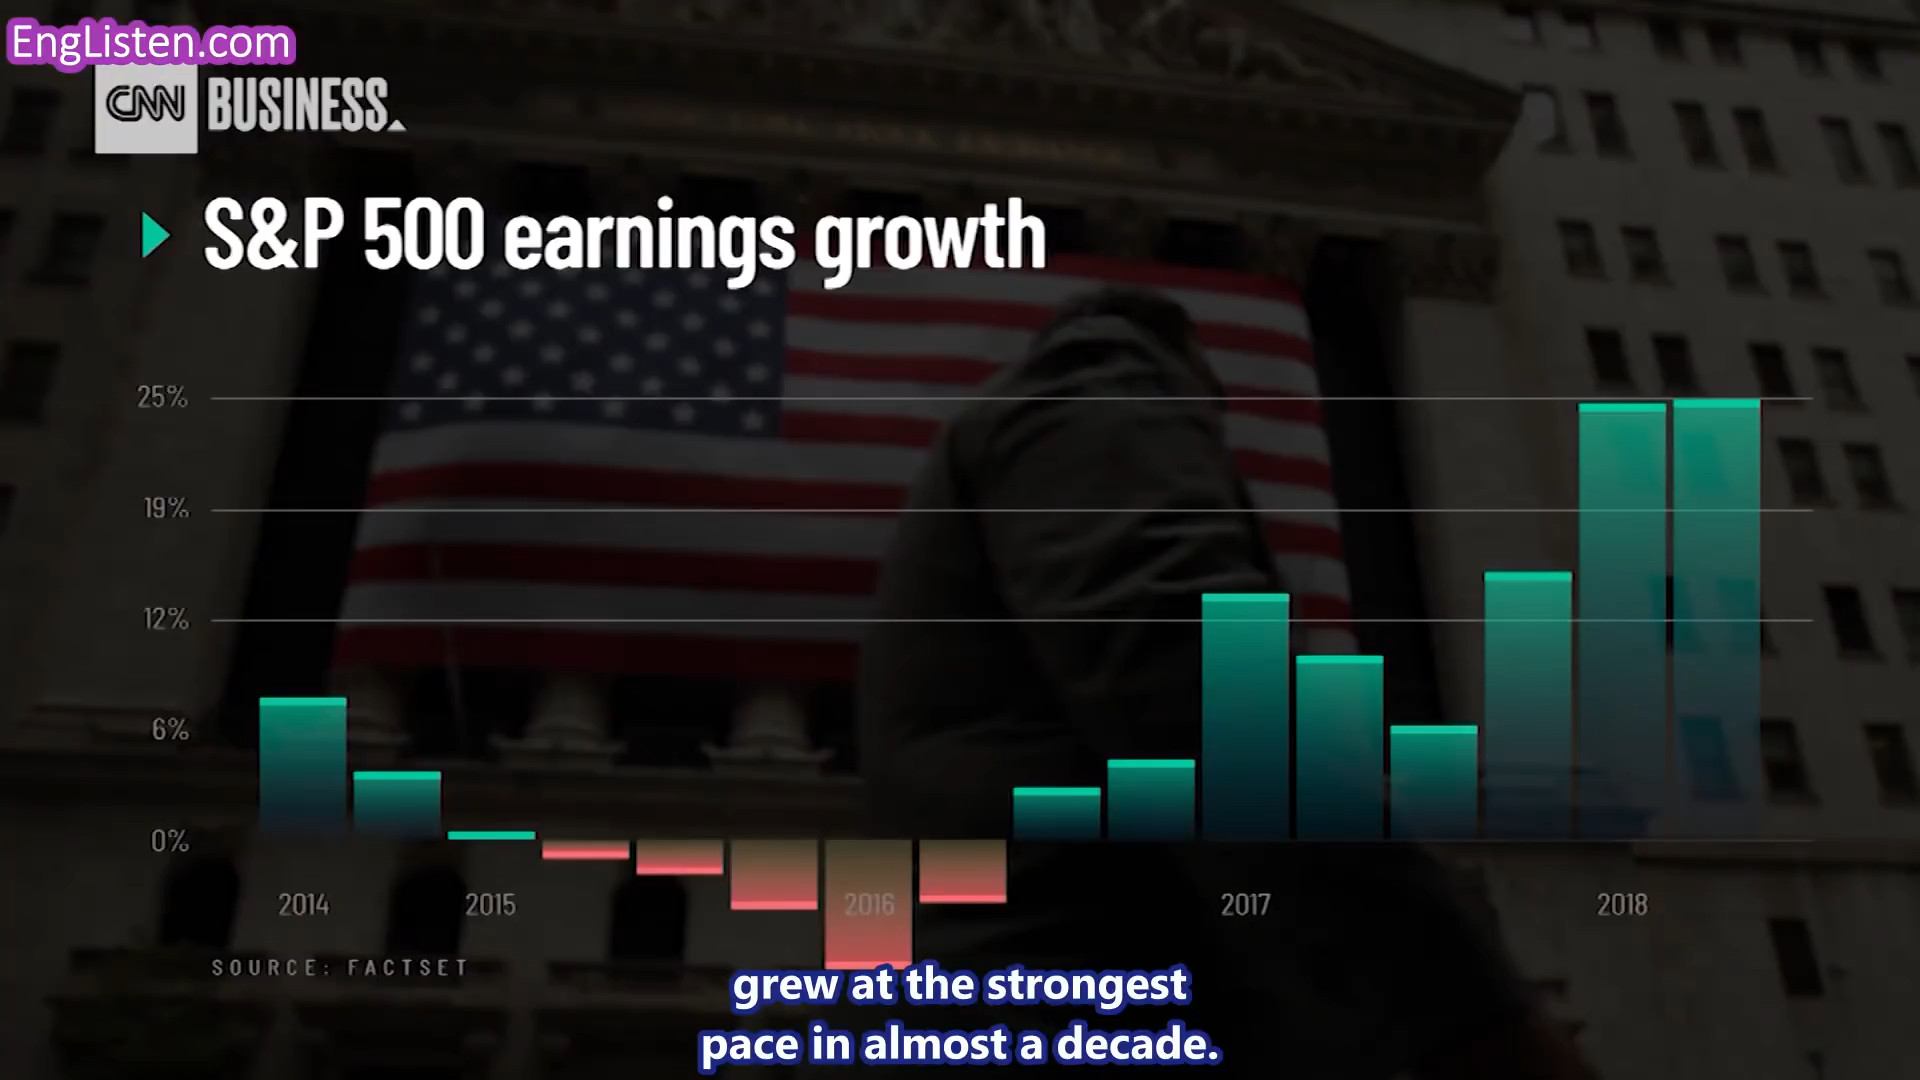 EngListen.com
CNN BUSINESS
S&P 500 earnings growth
25%
19%
12%
6%
0%
2014 2015 2016 2017 2018
SOURCE: FACTSET
grew at the strongest
pace in almost a decade.